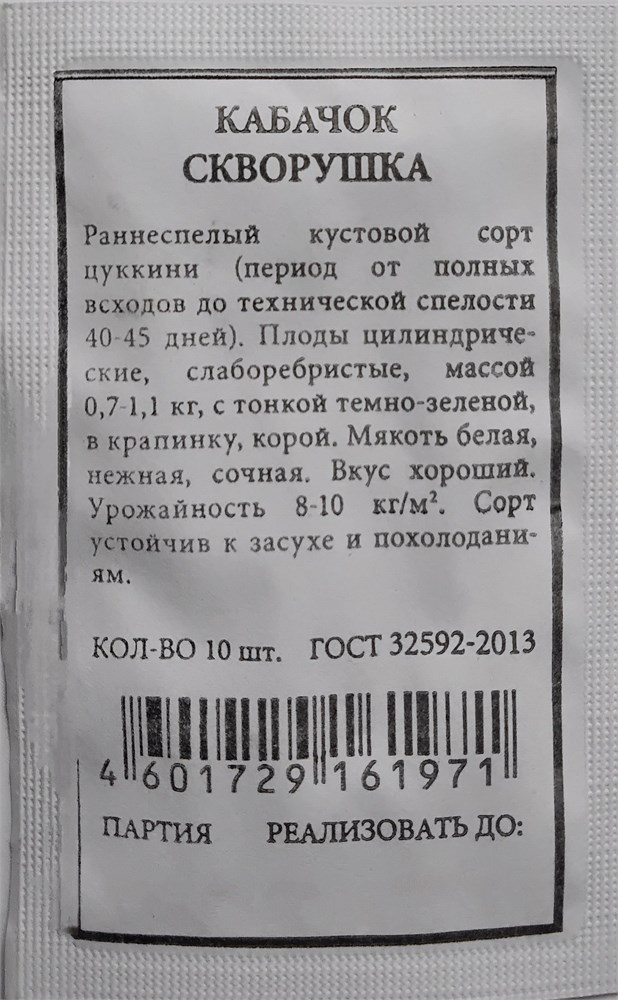 КАБАЧОК
СКВОРУШКА
Раннеспелый кустовой сорт
цуккини (период от полных
всходов до технической спелости
40-45 дней). Плоды цилиндриче-
ские, слаборебристые, массой
0,7-1,1 кг, с тонкой темно-зеленой,
в крапинку, корой. Мякоть белая,
нежная, сочная. Вкус хороший.
Урожайность 8-10 кг/м². Сорт
устойчив к засухе и похолодани-
ям.
КОЛ-ВО 10 шт. ГОСТ 32592-2013
4 601729 161971
ПАРТИЯ РЕАЛИЗОВАТЬ ДО: